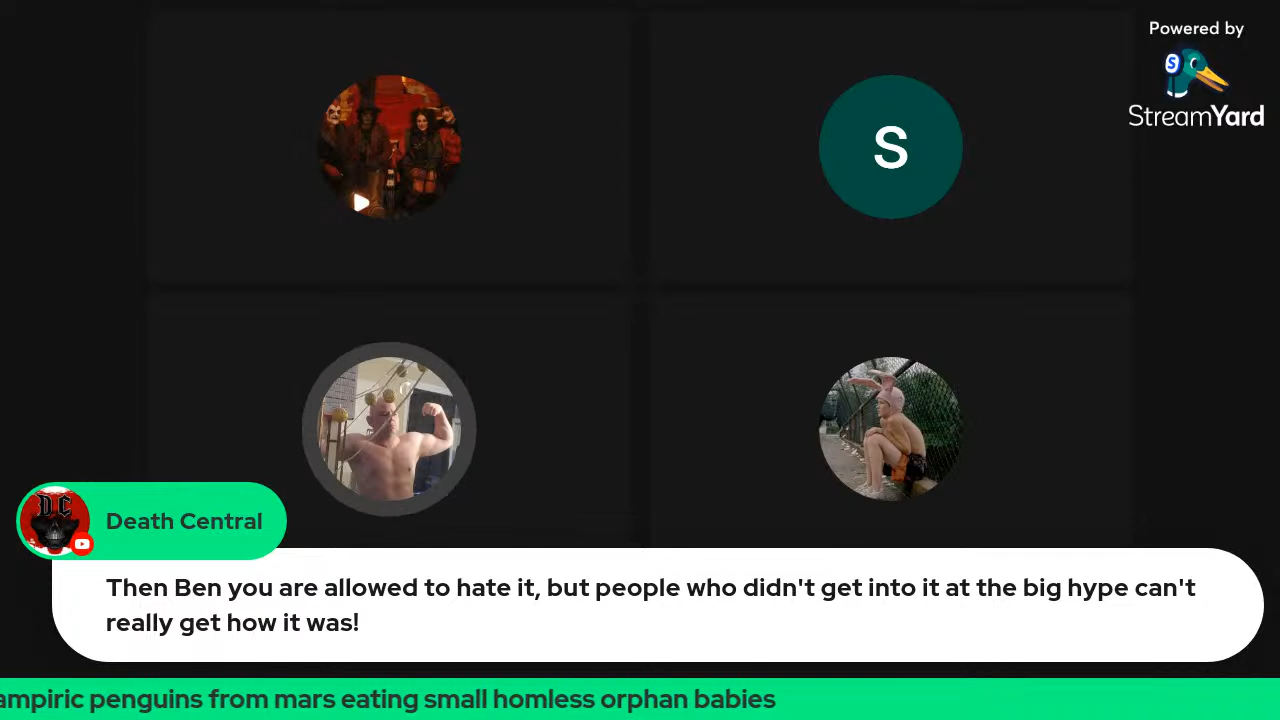 Powered by
S
StreamYard
S
DC
Death Central
Then Ben you are allowed to hate it, but people who didn't get into it at the big hype can't
really get how it was!
ampiric penguins from mars eating small homless orphan babies